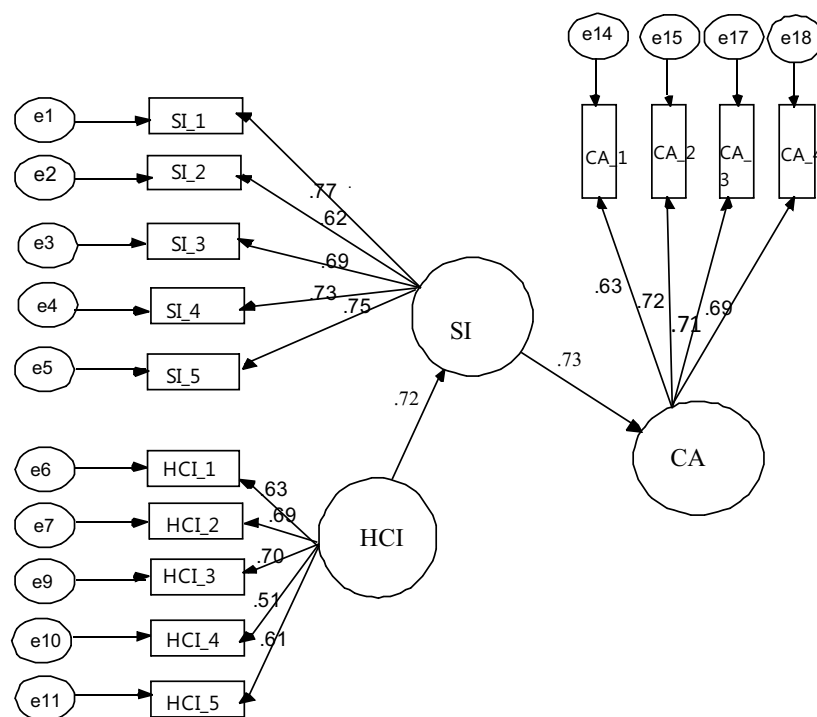 e14
e15
e17
e18
CA_1
CA_2
CA_
3
e1
SI_1
e2
SI_2
e3
SI_3
e4
SI_4
e5
SI_5
.77
.62
.69
.73
.75
SI
.63
.72
.71
.69
.73
.72
CA
e6
HCI_1
e7
HCI_2
e9
HCI_3
e10
HCI_4
e11
HCI_5
.63
.69
.70
.51
.61
HCI